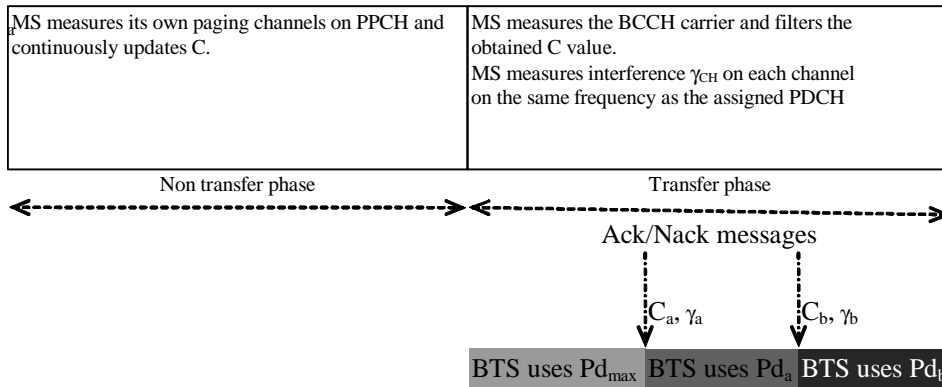 a
MS measures its own paging channels on PPCH and
continuously updates C.
MS measures the BCCH carrier and filters the
obtained C value.
MS measures interference γCH on each channel
on the same frequency as the assigned PDCH
Non transfer phase
Transfer phase
Ack/Nack messages
Ca, γa
Cb, γb
BTS uses Pdmax
BTS uses Pda
BTS uses Pdb